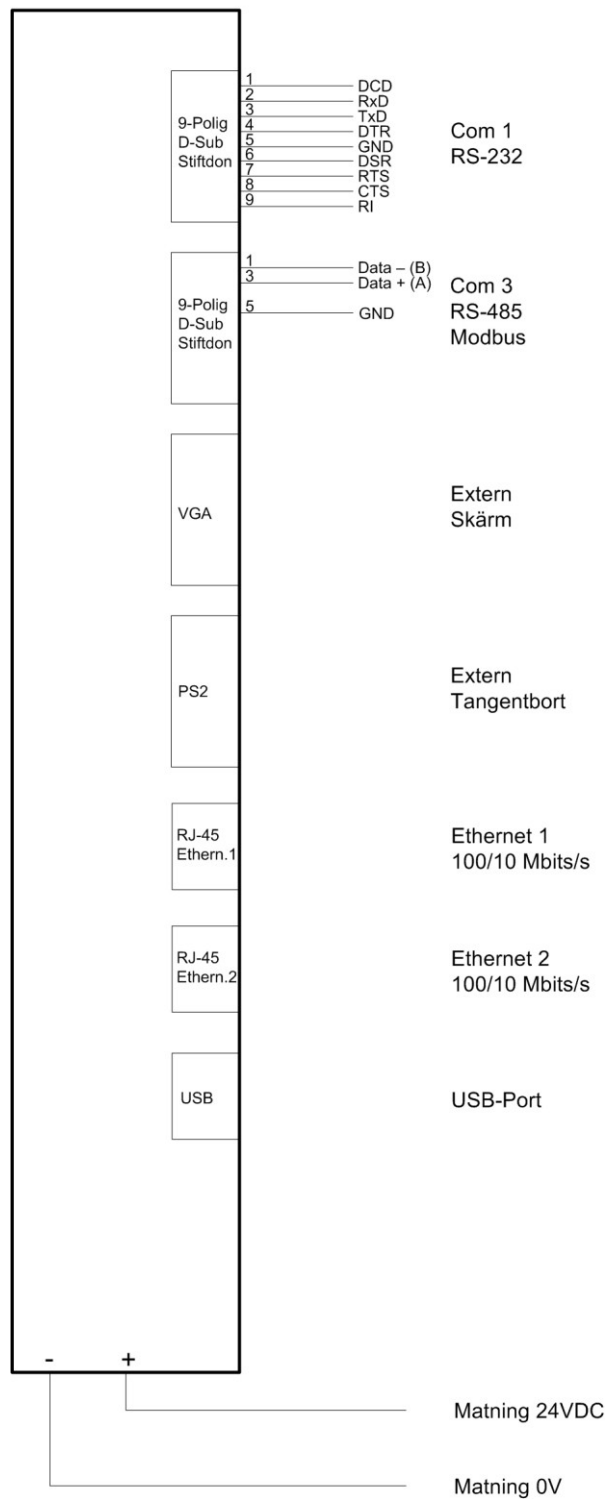 9-Polig
D-Sub
Stiftdon
1
DCD
2
RxD
3
TxD
4
DTR
5
GND
6
DSR
7
RTS
8
CTS
9
RI
Com 1
RS-232
9-Polig
D-Sub
Stiftdon
1
Data – (B)
3
Data + (A)
5
GND
Com 3
RS-485
Modbus
VGA
Extern
Skärm
PS2
Extern
Tangentbort
RJ-45
Ethern.1
Ethernet 1
100/10 Mbits/s
RJ-45
Ethern.2
Ethernet 2
100/10 Mbits/s
USB
USB-Port
- +
Matning 24VDC
Matning 0V